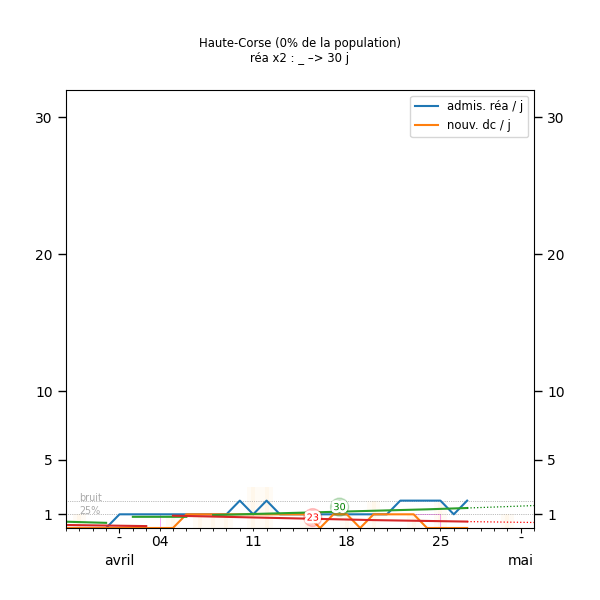 Haute-Corse (0% de la population)
réa x2 : _ –> 30 j
admis. réa / j
nouv. dc / j
30 30
20 20
10 10
5 5
bruit
25%
30
23
1 1
- 04 11 18 25 -
avril mai